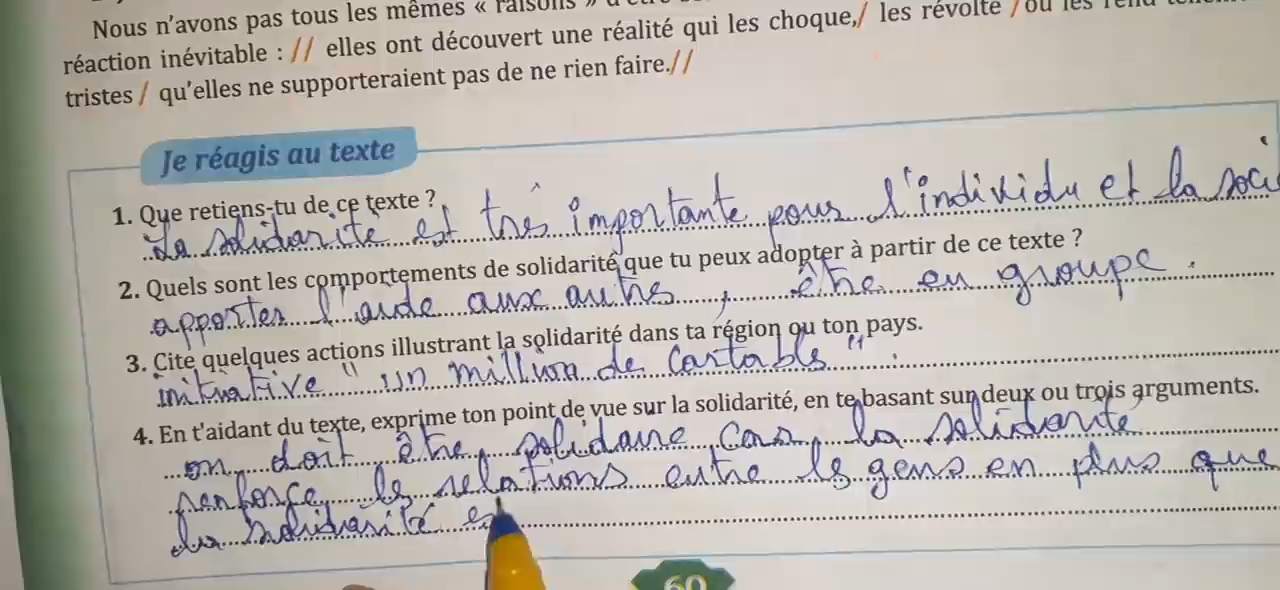 Nous n'avons pas tous les mêmes « raisons »
réaction inévitable : // elles ont découvert une réalité qui les choque,/ les révolte / ou les
tristes / qu'elles ne supporteraient pas de ne rien faire.//
Je réagis au texte
1. Que retiens-tu de ce texte ?
La solidarité est très importante pour l'individu et la soci
2. Quels sont les comportements de solidarité que tu peux adopter à partir de ce texte ?
apporter l'aide aux autres, être en groupe.
3. Cite quelques actions illustrant la solidarité dans ta région ou ton pays.
initiative " un million de cartables "
4. En t'aidant du texte, exprime ton point de vue sur la solidarité, en te basant sur deux ou trois arguments.
on doit être solidaire car la solidarité
renforce les relations entre les gens en plus que
la solidarité e
60